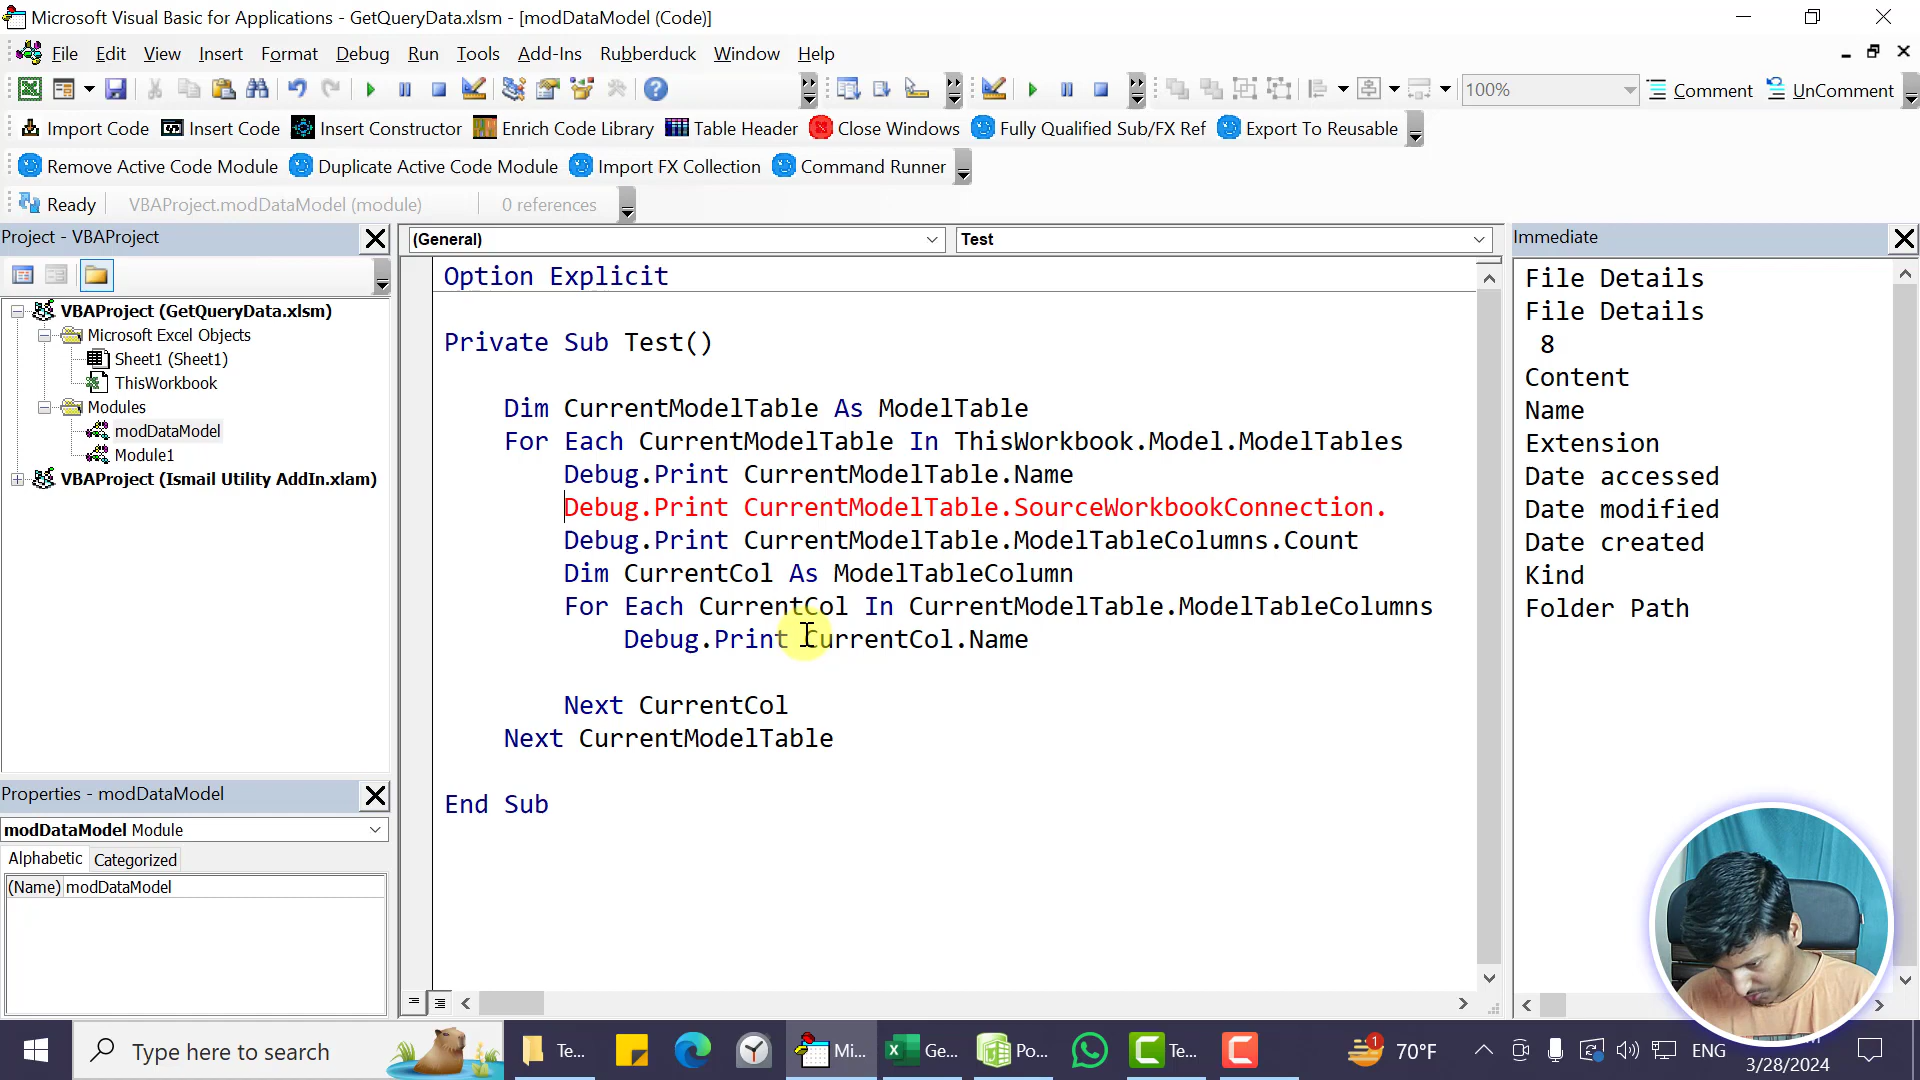 Microsoft Visual Basic for Applications - GetQueryData.xlsm - [modDataModel (Code)]
File Edit View Insert Format Debug Run Tools Add-Ins Rubberduck Window Help
100% Comment UnComment
Import Code Insert Code Insert Constructor Enrich Code Library Table Header Close Windows Fully Qualified Sub/FX Ref Export To Reusable
Remove Active Code Module Duplicate Active Code Module Import FX Collection Command Runner
Ready VBAProject.modDataModel (module) 0 references
Project - VBAProject
VBAProject (GetQueryData.xlsm)
Microsoft Excel Objects
Sheet1 (Sheet1)
ThisWorkbook
Modules
modDataModel
Module1
VBAProject (Ismail Utility AddIn.xlam)
Properties - modDataModel
modDataModel Module
Alphabetic Categorized
(Name) modDataModel
(General) Test
Option Explicit
Private Sub Test()
Dim CurrentModelTable As ModelTable
For Each CurrentModelTable In ThisWorkbook.Model.ModelTables
Debug.Print CurrentModelTable.Name
Debug.Print CurrentModelTable.SourceWorkbookConnection.
Debug.Print CurrentModelTable.ModelTableColumns.Count
Dim CurrentCol As ModelTableColumn
For Each CurrentCol In CurrentModelTable.ModelTableColumns
Debug.Print CurrentCol.Name
Next CurrentCol
Next CurrentModelTable
End Sub
Immediate
File Details
File Details
8
Content
Name
Extension
Date accessed
Date modified
Date created
Kind
Folder Path
Type here to search Te... Mi... Ge... Po... Te... 1 70°F ENG
3/28/2024